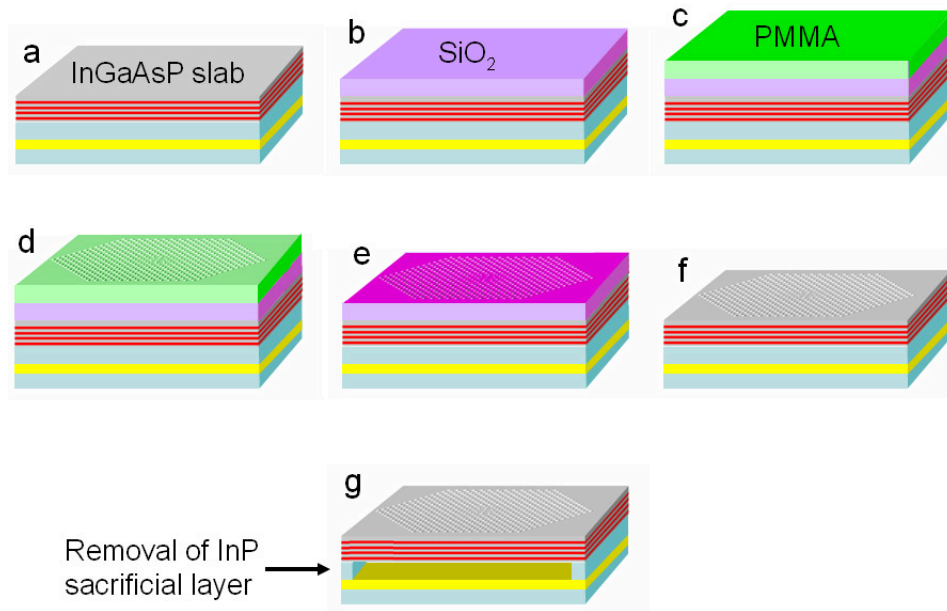 a
InGaAsP slab
b
SiO₂
c
PMMA
d
e
f
g
Removal of InP
sacrificial layer